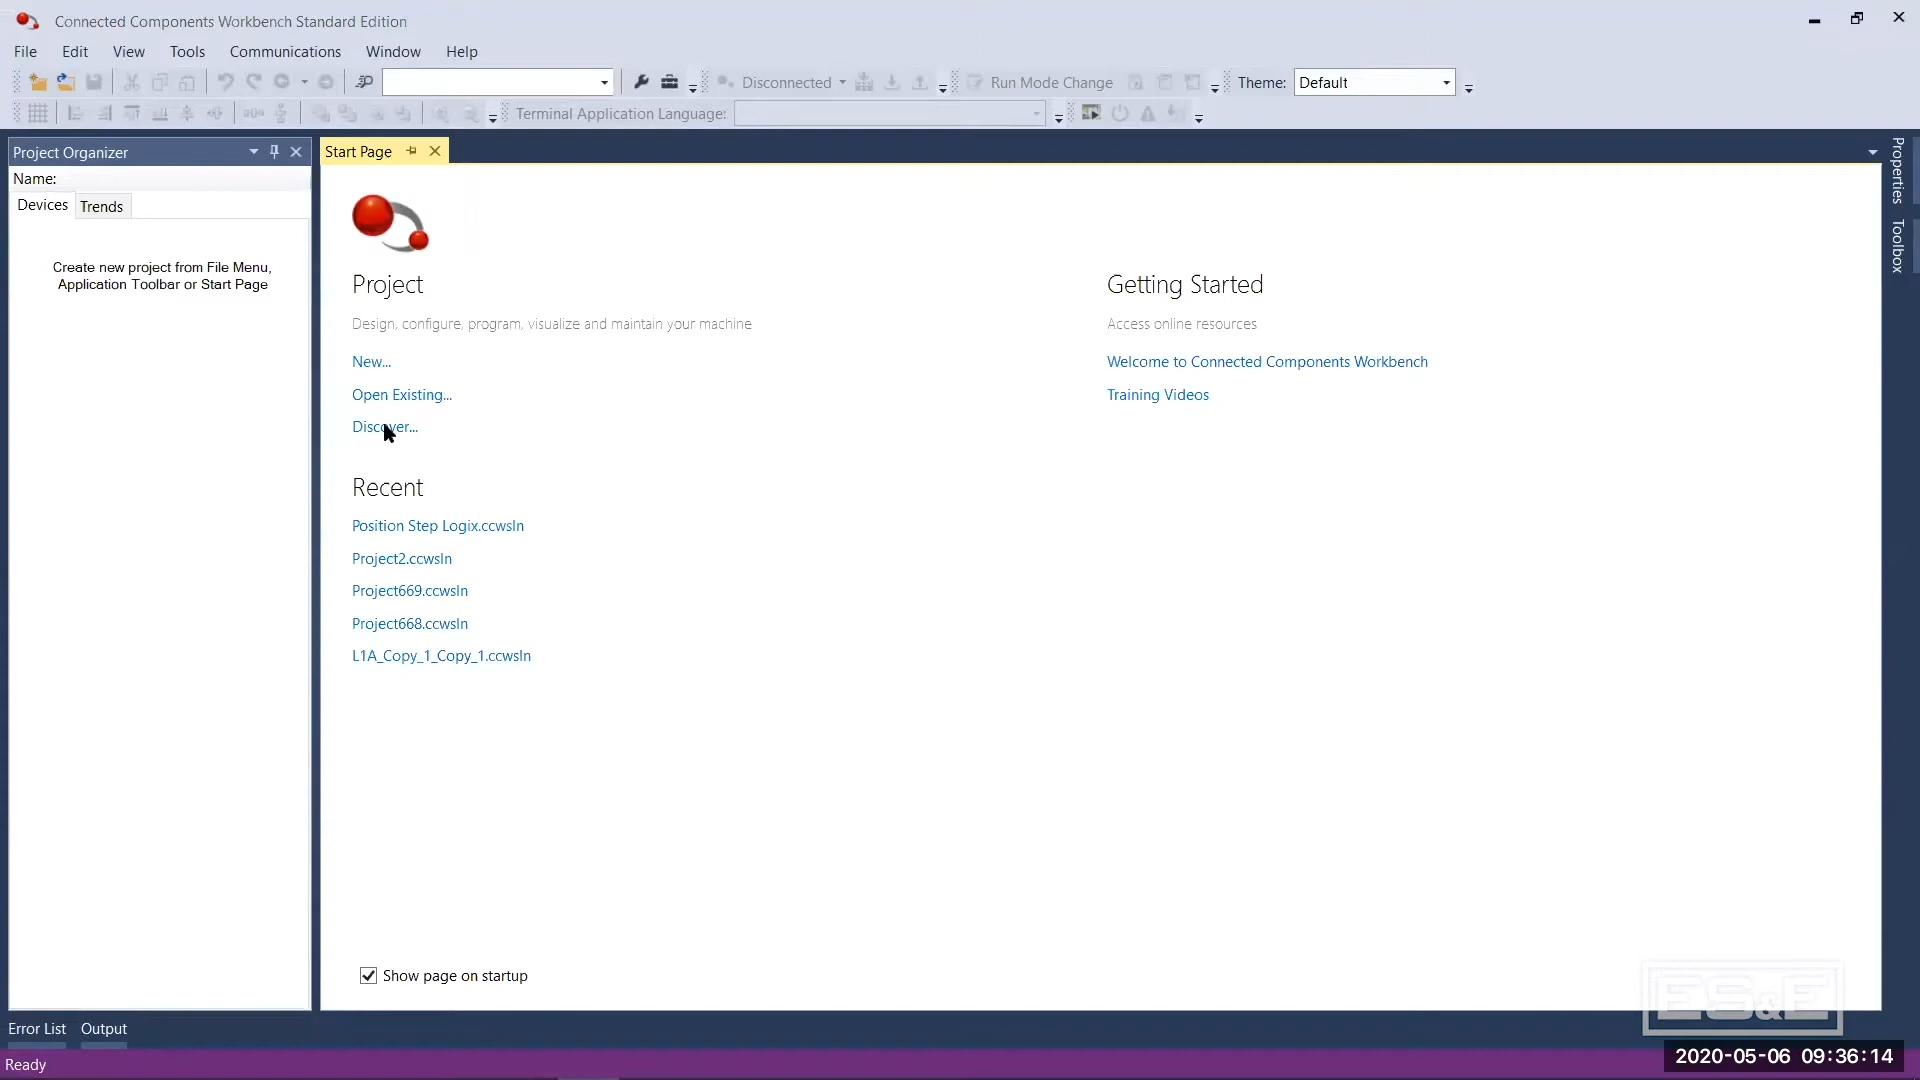 Connected Components Workbench Standard Edition
File Edit View Tools Communications Window Help
Disconnected Run Mode Change Theme: Default
Terminal Application Language:
Project Organizer
Name:
Devices Trends
Create new project from File Menu,
Application Toolbar or Start Page
Start Page
Project
Design, configure, program, visualize and maintain your machine
New...
Open Existing...
Discover...
Recent
Position Step Logix.ccwsln
Project2.ccwsln
Project669.ccwsln
Project668.ccwsln
L1A_Copy_1_Copy_1.ccwsln
Getting Started
Access online resources
Welcome to Connected Components Workbench
Training Videos
Show page on startup
Properties
Toolbox
Error List Output
Ready
ES&E
2020-05-06 09:36:14